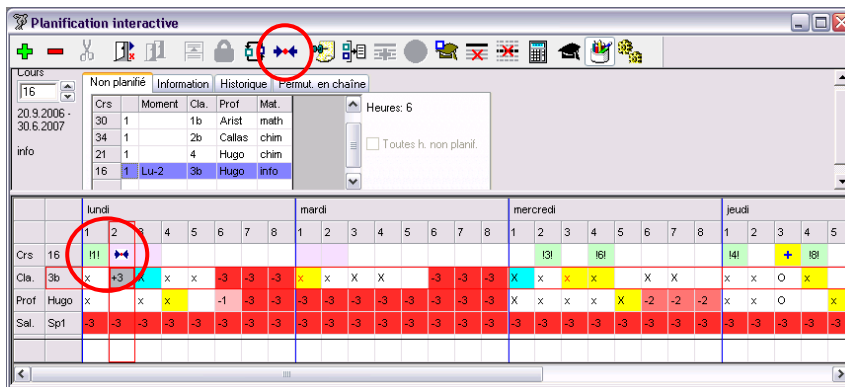 Planification interactive
Cours
16
20.9.2006 -
30.6.2007
info
Non planifié Information Historique Permut. en chaîne
Crs Moment Cla. Prof Mat.
30 1 1b Arist math
34 1 2b Callas chim
21 1 4 Hugo chim
16 1 Lu-2 3b Hugo info
Heures: 6
Toutes h. non planif.
lundi mardi mercredi jeudi
1 2 3 4 5 6 7 8 1 2 3 4 5 6 7 8 1 2 3 4 5 6 7 8 1 2 3 4 5
Crs 16 !1! !3! !6! !4! + !8!
Cla. 3b x +3 X x x -3 -3 -3 x x X X -3 -3 -3 X x x x X X x x O x
Prof Hugo x x x -1 -3 -3 -3 -3 -3 -3 -3 -3 -3 -3 X x x x X -2 -2 -2 x x O x
Sal. Sp1 -3 -3 -3 -3 -3 -3 -3 -3 -3 -3 -3 -3 -3 -3 -3 -3 -3 -3 -3 -3 -3 -3 -3 -3 -3 -3 -3 -3 -3